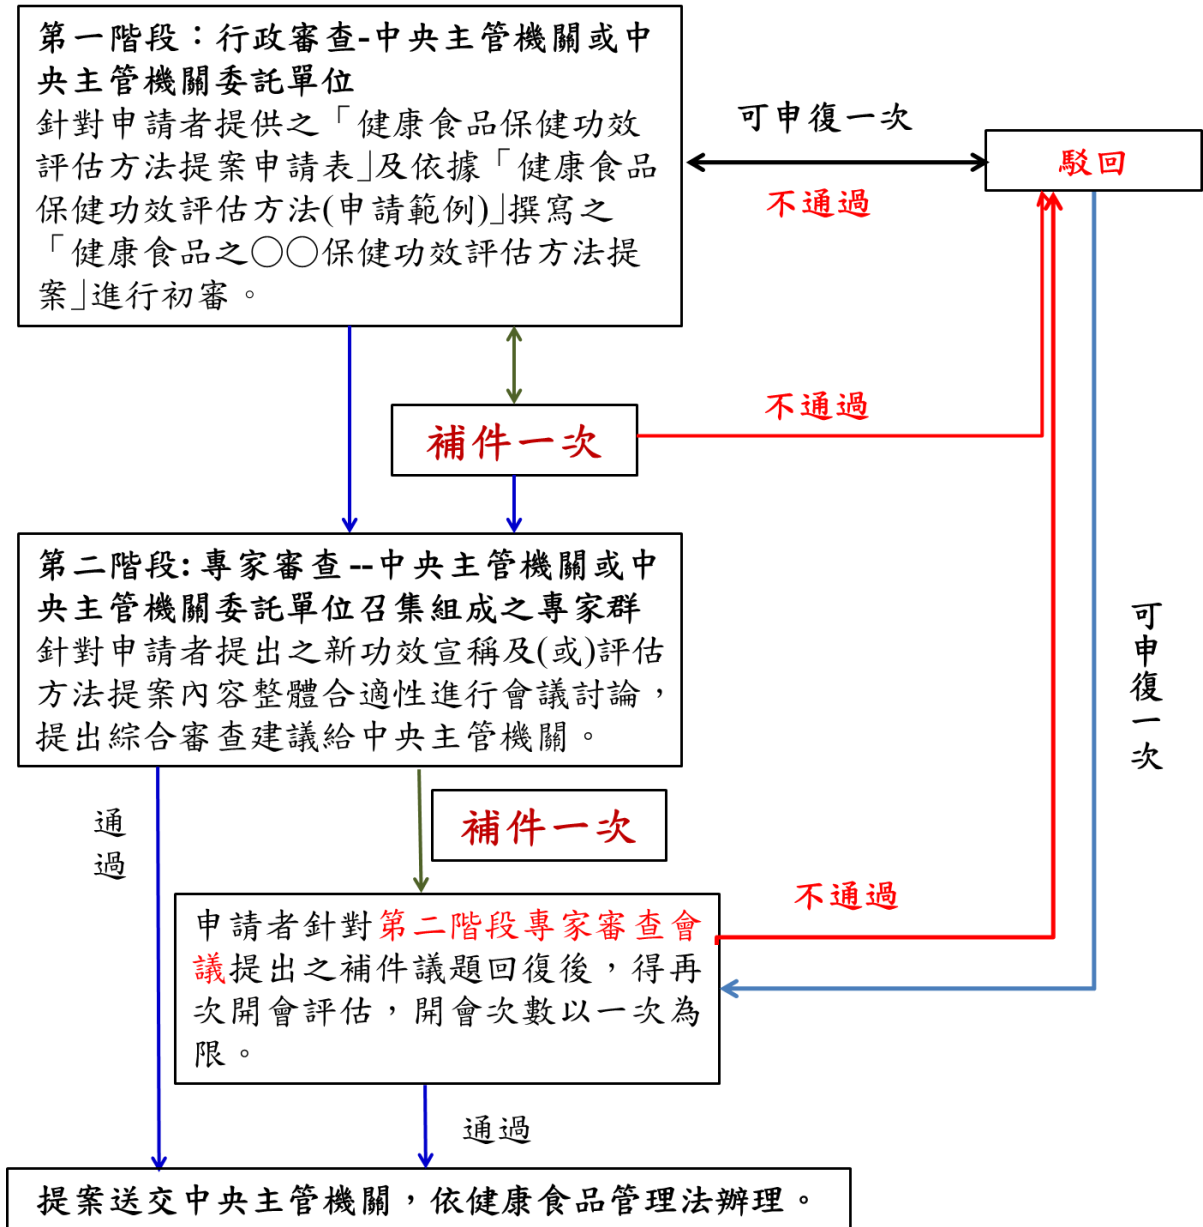 第一階段：行政審查-中央主管機關或中
央主管機關委託單位
針對申請者提供之「健康食品保健功效
評估方法提案申請表」及依據「健康食品
保健功效評估方法(申請範例)」撰寫之
「健康食品之○○保健功效評估方法提
案」進行初審。
可申復一次
不通過
駁回
補件一次
不通過
第二階段:專家審查--中央主管機關或中
央主管機關委託單位召集組成之專家群
針對申請者提出之新功效宣稱及(或)評估
方法提案內容整體合適性進行會議討論，
提出綜合審查建議給中央主管機關。
可申復一次
通過
補件一次
申請者針對第二階段專家審查會
議提出之補件議題回復後，得再
次開會評估，開會次數以一次為
限。
不通過
通過
提案送交中央主管機關，依健康食品管理法辦理。